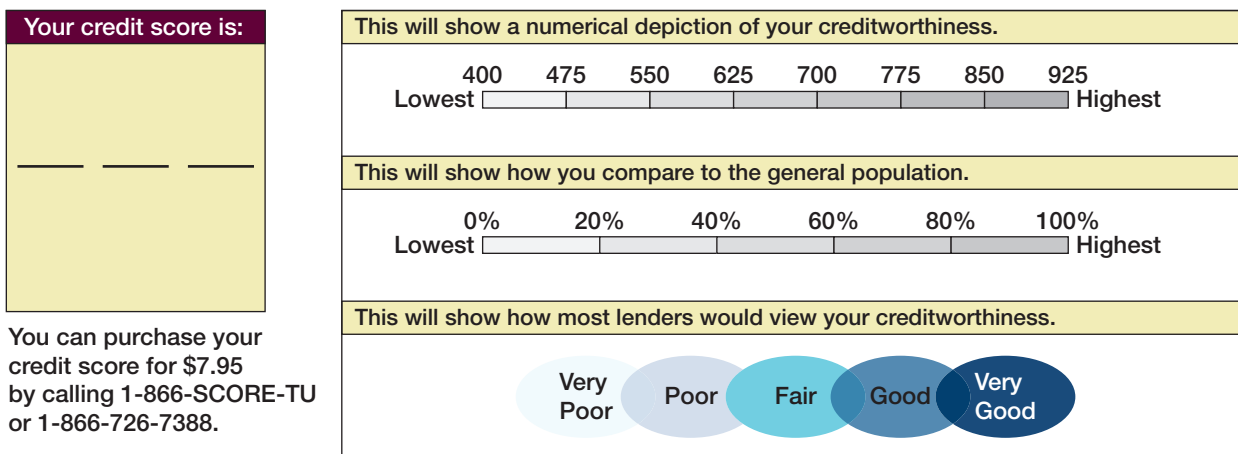 Your credit score is:
You can purchase your
credit score for $7.95
by calling 1-866-SCORE-TU
or 1-866-726-7388.
This will show a numerical depiction of your creditworthiness.
400 475 550 625 700 775 850 925
Lowest Highest
This will show how you compare to the general population.
0% 20% 40% 60% 80% 100%
Lowest Highest
This will show how most lenders would view your creditworthiness.
Very
Poor
Poor
Fair
Good
Very
Good